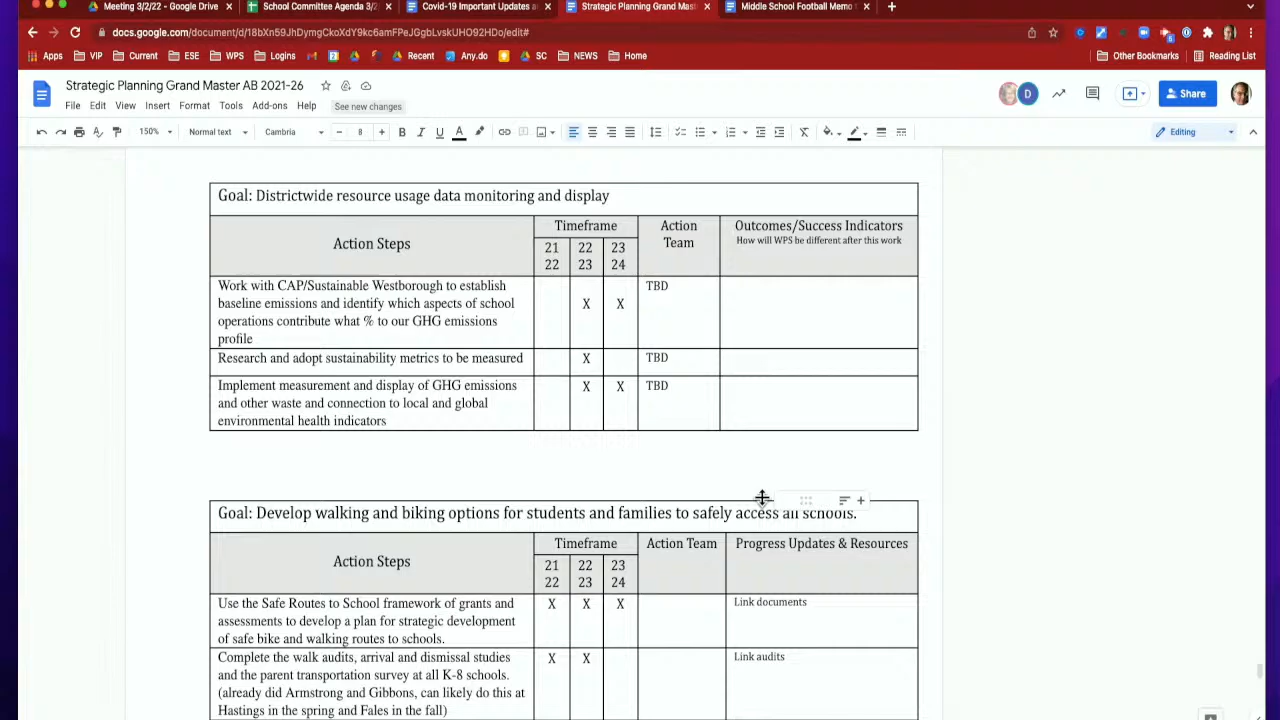 Meeting 3/2/22 - Google Drive
School Committee Agenda 3/2
Covid-19 Important Updates a
Strategic Planning Grand Mast
Middle School Football Memo 1
docs.google.com/document/d/18bXn59JhDymgCkoXdY9kc6amFPeJGgbLvskUHO92HDo/edit#
Apps VIP Current ESE WPS Logins Recent Any.do SC NEWS Home Other Bookmarks Reading List
Strategic Planning Grand Master AB 2021-26
File Edit View Insert Format Tools Add-ons Help See new changes
D
Share
150% Normal text Cambria 8 B I U A Editing
Goal: Districtwide resource usage data monitoring and display
Action Steps
Timeframe
21
22
22
23
23
24
Action
Team
Outcomes/Success Indicators
How will WPS be different after this work
Work with CAP/Sustainable Westborough to establish
baseline emissions and identify which aspects of school
operations contribute what % to our GHG emissions
profile
X X TBD
Research and adopt sustainability metrics to be measured X TBD
Implement measurement and display of GHG emissions
and other waste and connection to local and global
environmental health indicators
X X TBD
Goal: Develop walking and biking options for students and families to safely access all schools.
Action Steps
Timeframe
21
22
22
23
23
24
Action Team
Progress Updates & Resources
Use the Safe Routes to School framework of grants and
assessments to develop a plan for strategic development
of safe bike and walking routes to schools.
X X X
Link documents
Complete the walk audits, arrival and dismissal studies
and the parent transportation survey at all K-8 schools.
(already did Armstrong and Gibbons, can likely do this at
Hastings in the spring and Fales in the fall)
X X
Link audits